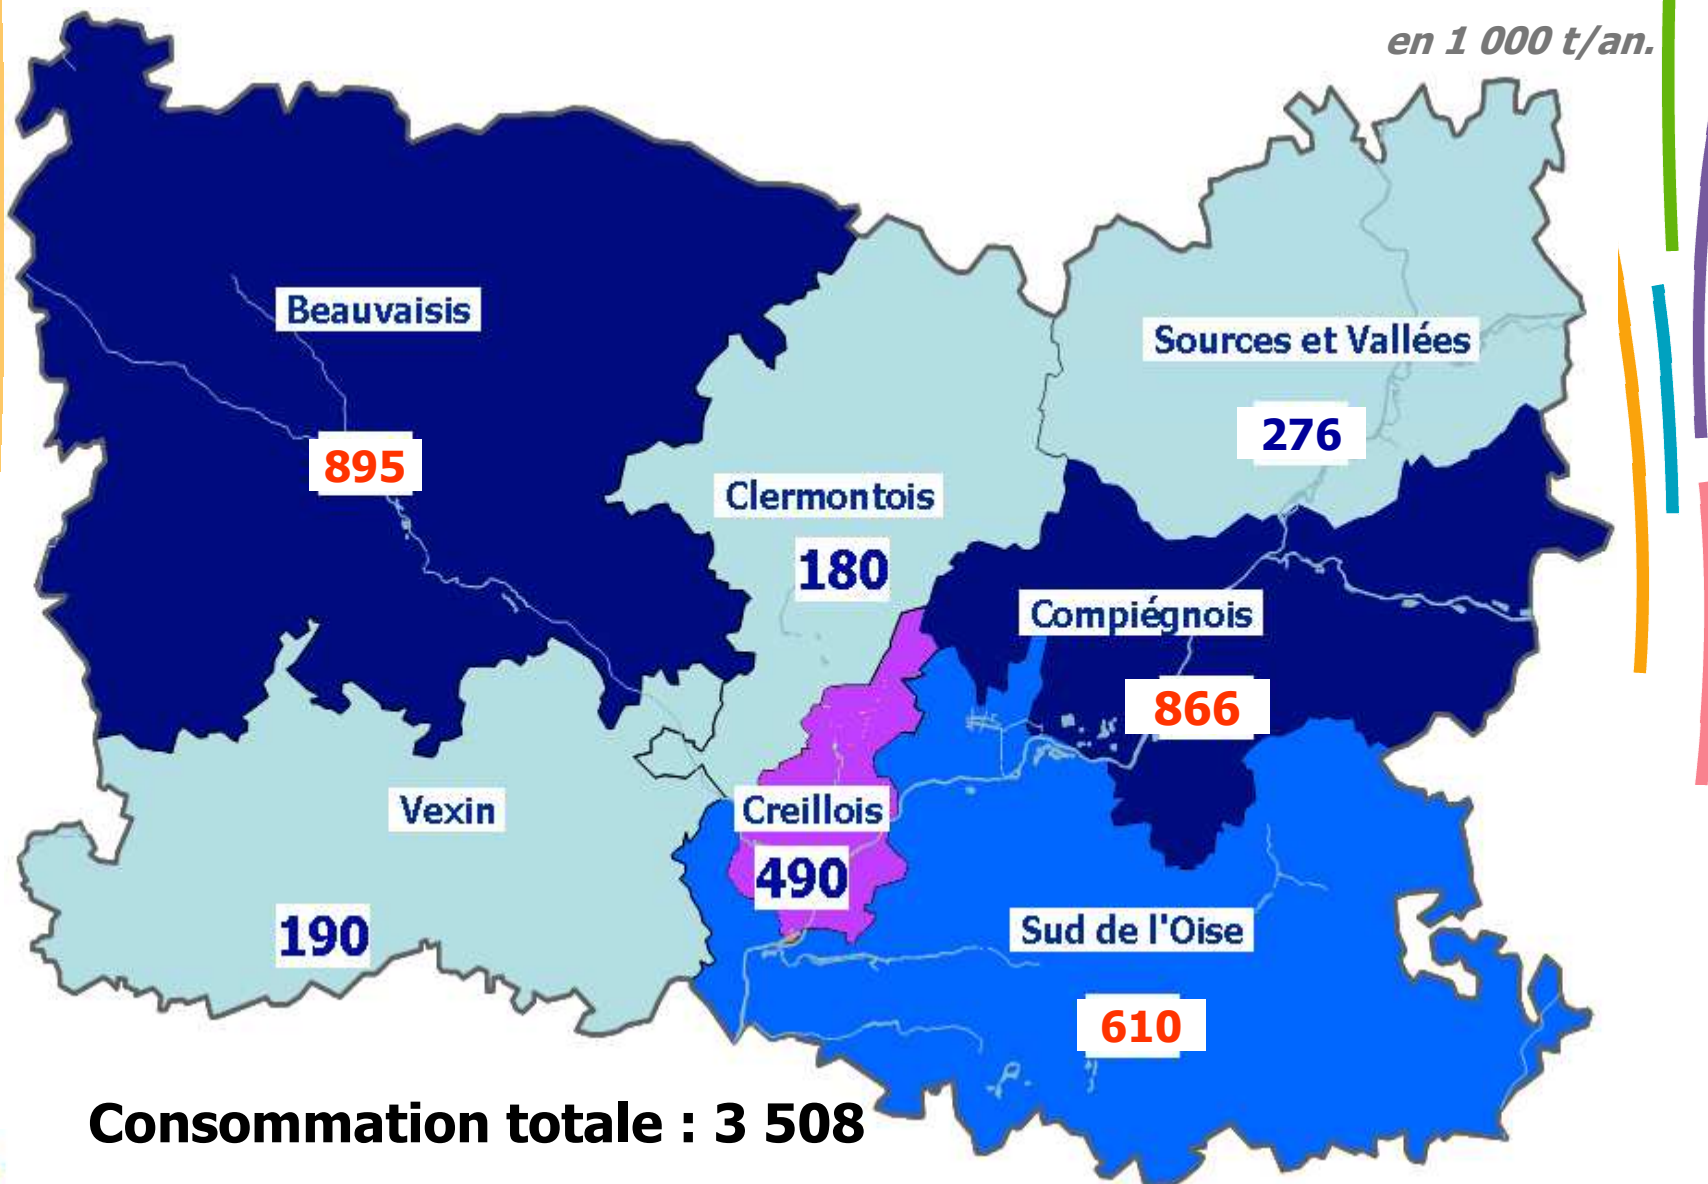 en 1 000 t/an.
Beauvaisis
895
Sources et Vallées
276
Clermontois
180
Compiégnois
866
Vexin
190
Creillois
490
Sud de l'Oise
610
Consommation totale : 3 508